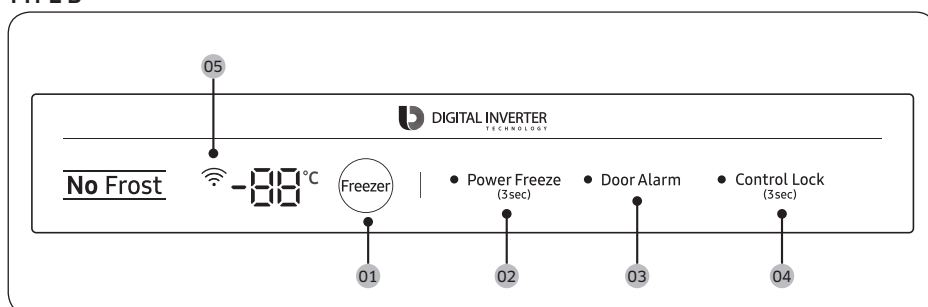 05
DIGITAL INVERTER
TECHNOLOGY
No Frost
-88°C
Freezer
Power Freeze
(3sec)
Door Alarm
Control Lock
(3sec)
01
02
03
04